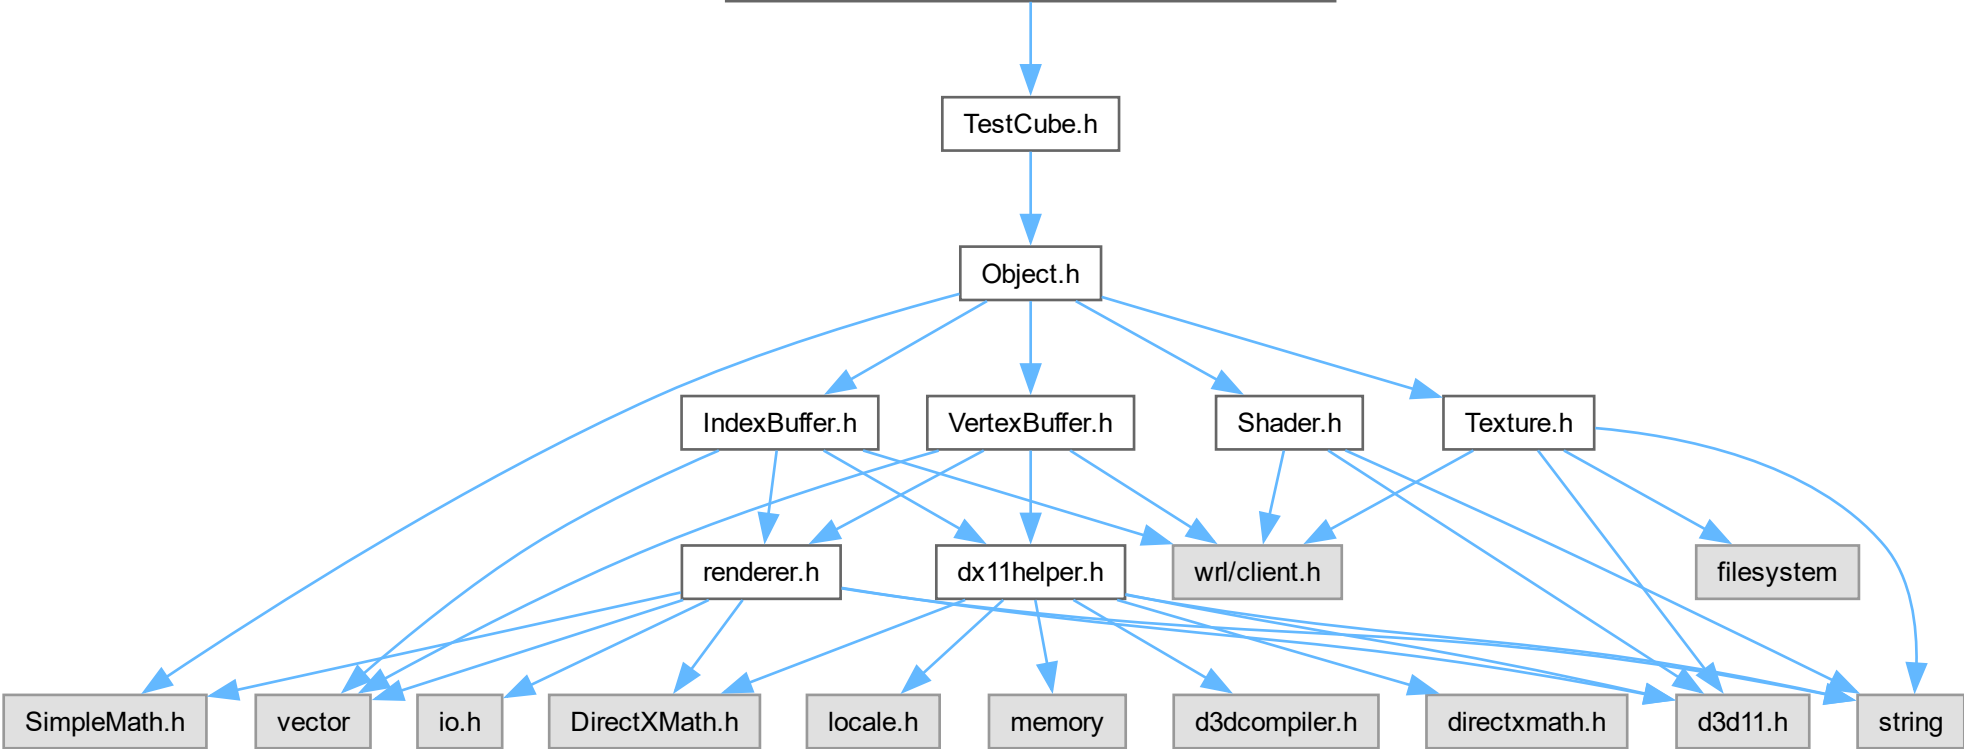 TestCube.h
Object.h
IndexBuffer.h
VertexBuffer.h
Shader.h
Texture.h
renderer.h
dx11helper.h
wrl/client.h
filesystem
SimpleMath.h
vector
io.h
DirectXMath.h
locale.h
memory
d3dcompiler.h
directxmath.h
d3d11.h
string